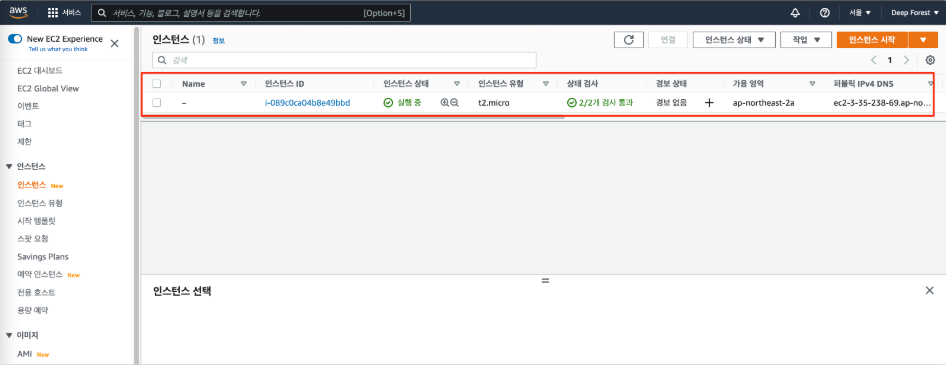 aws 서비스 서비스, 기능, 블로그, 설명서 등을 검색합니다. [Option+S] 서울 ▼ Deep Forest ▼
New EC2 Experience
Tell us what you think
EC2 대시보드
EC2 Global View
이벤트
태그
제한
▼ 인스턴스
인스턴스 New
인스턴스 유형
시작 템플릿
스팟 요청
Savings Plans
예약 인스턴스 New
전용 호스트
용량 예약
▼ 이미지
AMI New
인스턴스 (1) 정보
연결 인스턴스 상태 ▼ 작업 ▼ 인스턴스 시작 ▼
검색
1
Name 인스턴스 ID 인스턴스 상태 인스턴스 유형 상태 검사 경보 상태 가용 영역 퍼블릭 IPv4 DNS
– i-089c0ca04b8e49bbd 실행 중 t2.micro 2/2개 검사 통과 경보 없음 + ap-northeast-2a ec2-3-35-238-69.ap-no...
인스턴스 선택